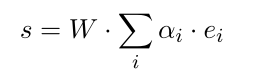 s = W · ∑_i α_i · e_i